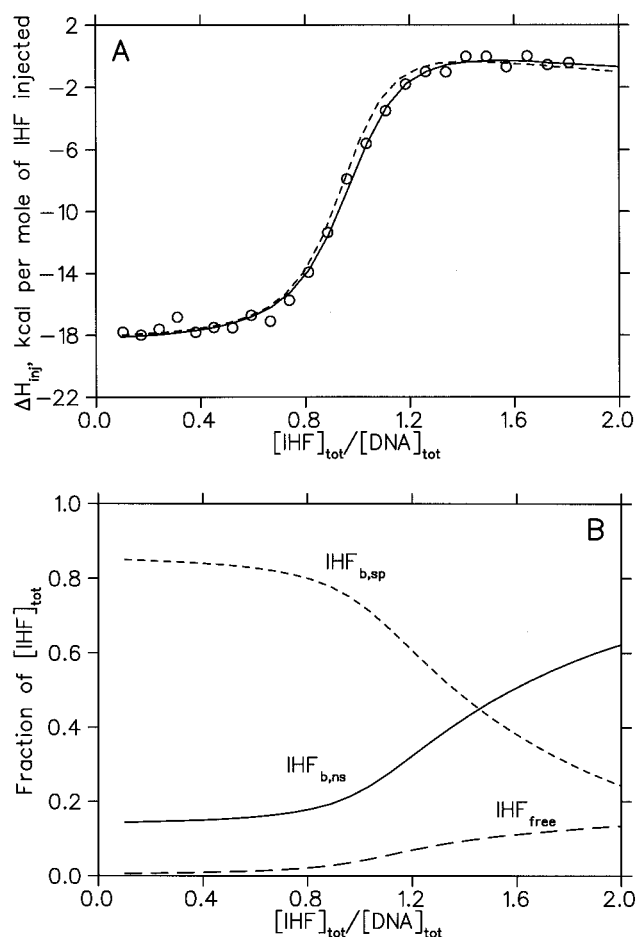 A
ΔH_inj, kcal per mole of IHF injected
2
−2
−6
−10
−14
−18
−22
0.0 0.4 0.8 1.2 1.6 2.0
[IHF]_tot/[DNA]_tot
B
Fraction of [IHF]_tot
1.0
0.8
0.6
0.4
0.2
0.0
IHF_b,sp
IHF_b,ns
IHF_free
0.0 0.4 0.8 1.2 1.6 2.0
[IHF]_tot/[DNA]_tot